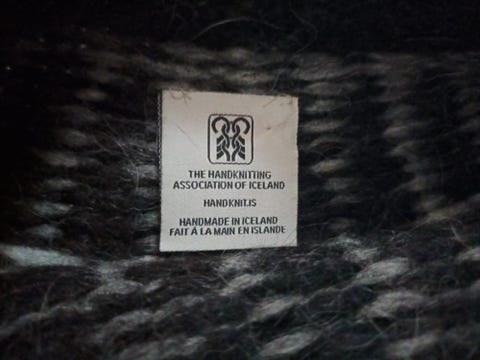 THE HANDKNITTING
ASSOCIATION OF ICELAND
HANDKNIT.IS
HANDMADE IN ICELAND
FAIT À LA MAIN EN ISLANDE